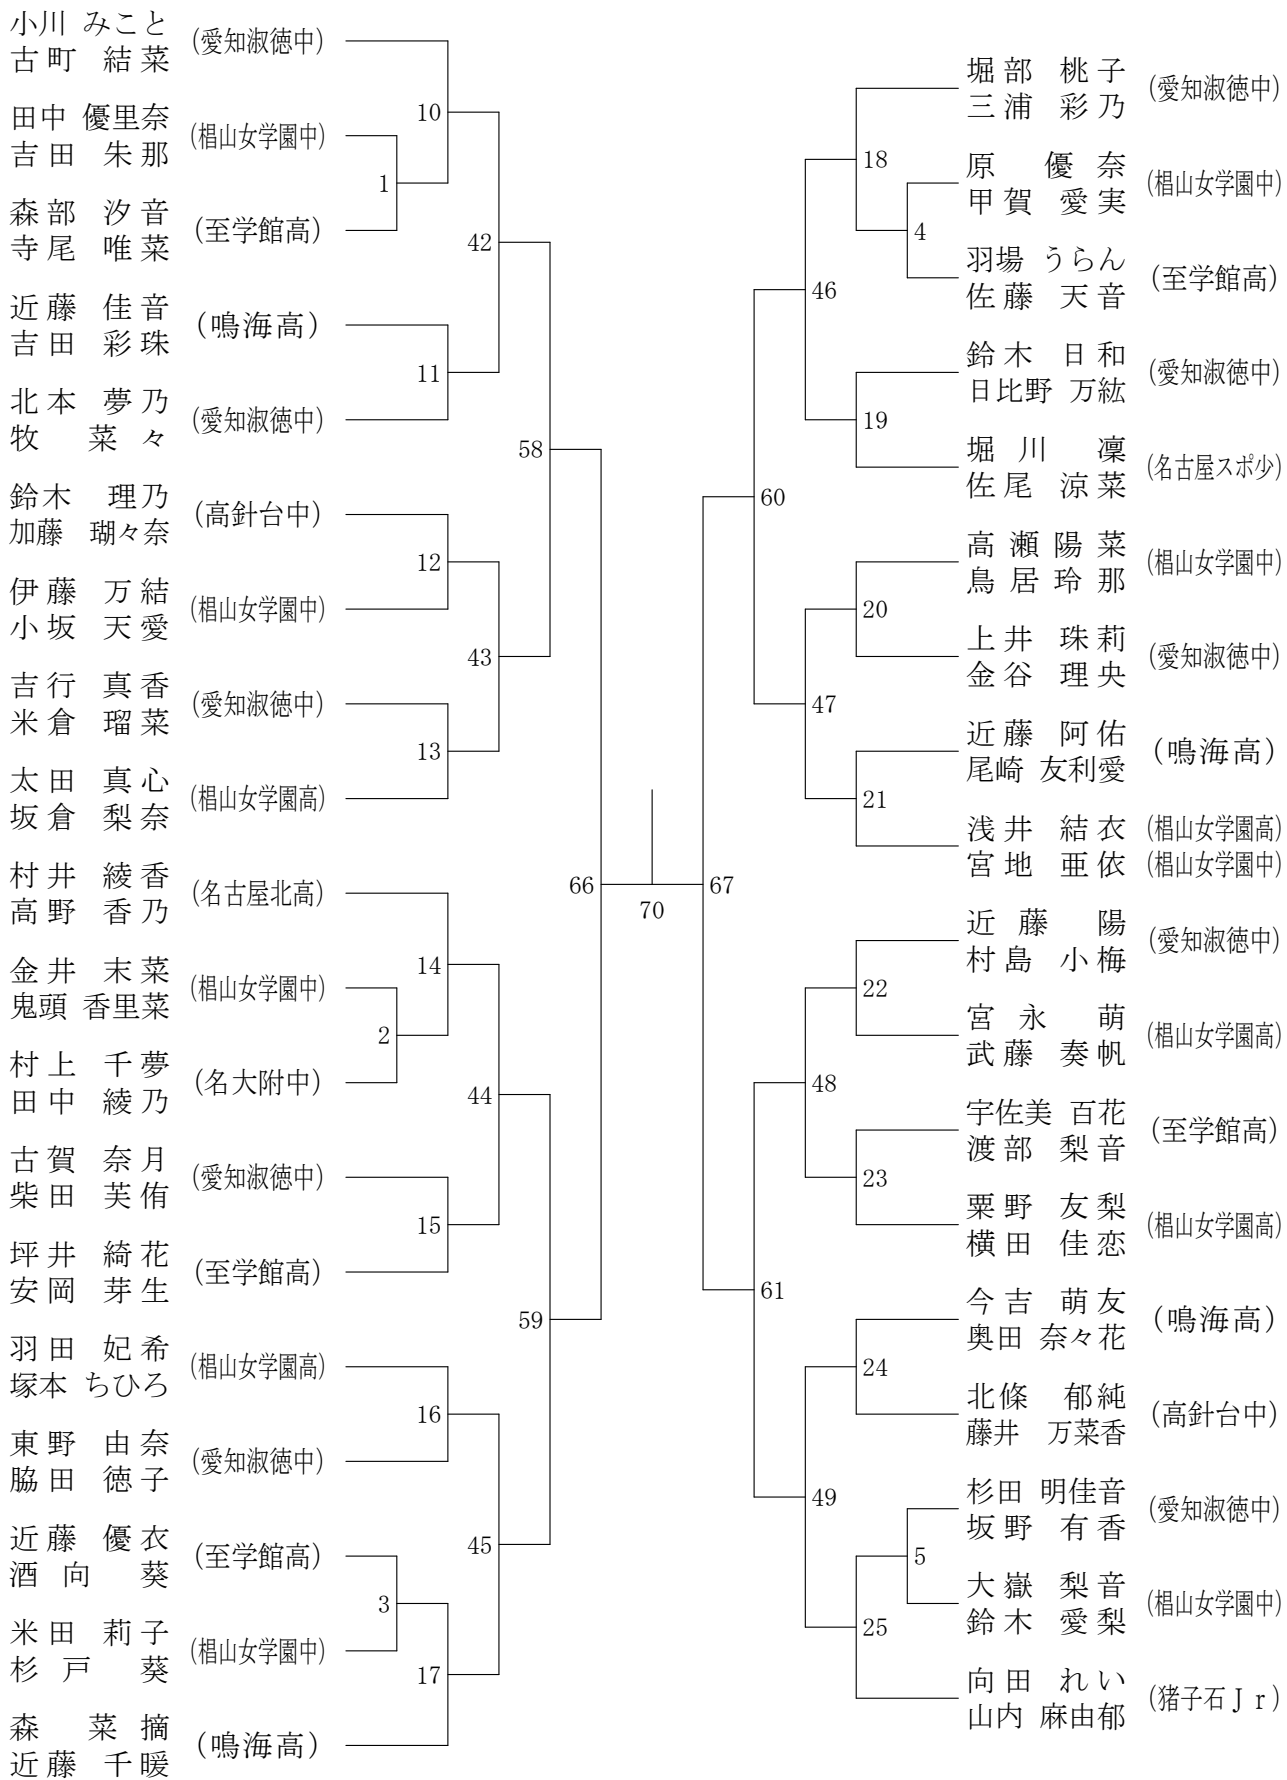 小川 みこと (愛知淑徳中)
古町 結菜
田中 優里奈 (椙山女学園中)
吉田 朱那
森部 汐音 (至学館高)
寺尾 唯菜
近藤 佳音 (鳴海高)
吉田 彩珠
北本 夢乃 (愛知淑徳中)
牧 菜々
鈴木 理乃 (高針台中)
加藤 瑚々奈
伊藤 万結 (椙山女学園中)
小坂 天愛
吉行 真香 (愛知淑徳中)
米倉 瑠菜
太田 真心 (椙山女学園高)
坂倉 梨奈
村井 綾香 (名古屋北高)
高野 香乃
金井 末菜 (椙山女学園中)
鬼頭 香里菜
村上 千夢 (名大附中)
田中 綾乃
古賀 奈月 (愛知淑徳中)
柴田 芙侑
坪井 綺花 (至学館高)
安岡 芽生
羽田 妃希 (椙山女学園高)
塚本 ちひろ
東野 由奈 (愛知淑徳中)
脇田 徳子
近藤 優衣 (至学館高)
酒向 葵
米田 莉子 (椙山女学園中)
杉戸 葵
森 菜摘 (鳴海高)
近藤 千暖
10
1
42
11
58
12
43
13
66
14
2
44
15
59
16
45
3
17
70
67
18
4
46
19
60
20
47
21
22
48
23
61
24
49
5
25
堀部 桃子 (愛知淑徳中)
三浦 彩乃
原 優奈 (椙山女学園中)
甲賀 愛実
羽場 うらん (至学館高)
佐藤 天音
鈴木 日和 (愛知淑徳中)
日比野 万紘
堀川 凜 (名古屋スポ少)
佐尾 涼菜
高瀬陽菜 (椙山女学園中)
鳥居玲那
上井 珠莉 (愛知淑徳中)
金谷 理央
近藤 阿佑 (鳴海高)
尾崎 友利愛
浅井 結衣 (椙山女学園高)
宮地 亜依 (椙山女学園中)
近藤 陽 (愛知淑徳中)
村島 小梅
宮永 萌 (椙山女学園高)
武藤 奏帆
宇佐美 百花 (至学館高)
渡部 梨音
粟野 友梨 (椙山女学園高)
横田 佳恋
今吉 萌友 (鳴海高)
奥田 奈々花
北條 郁純 (高針台中)
藤井 万菜香
杉田 明佳音 (愛知淑徳中)
坂野 有香
大嶽 梨音 (椙山女学園中)
鈴木 愛梨
向田 れい (猪子石Ｊｒ)
山内 麻由郁